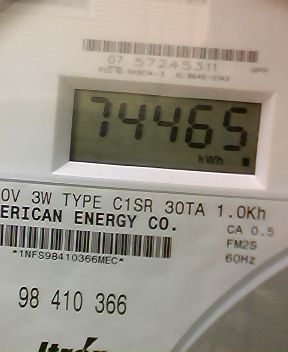 07 57245311
74465
kWh
0V 3W TYPE C1SR 30TA 1.0Kh
ERICAN ENERGY CO.
CA 0.5
FM2S
60Hz
*1NFS98410366MEC*
98 410 366
Itrón